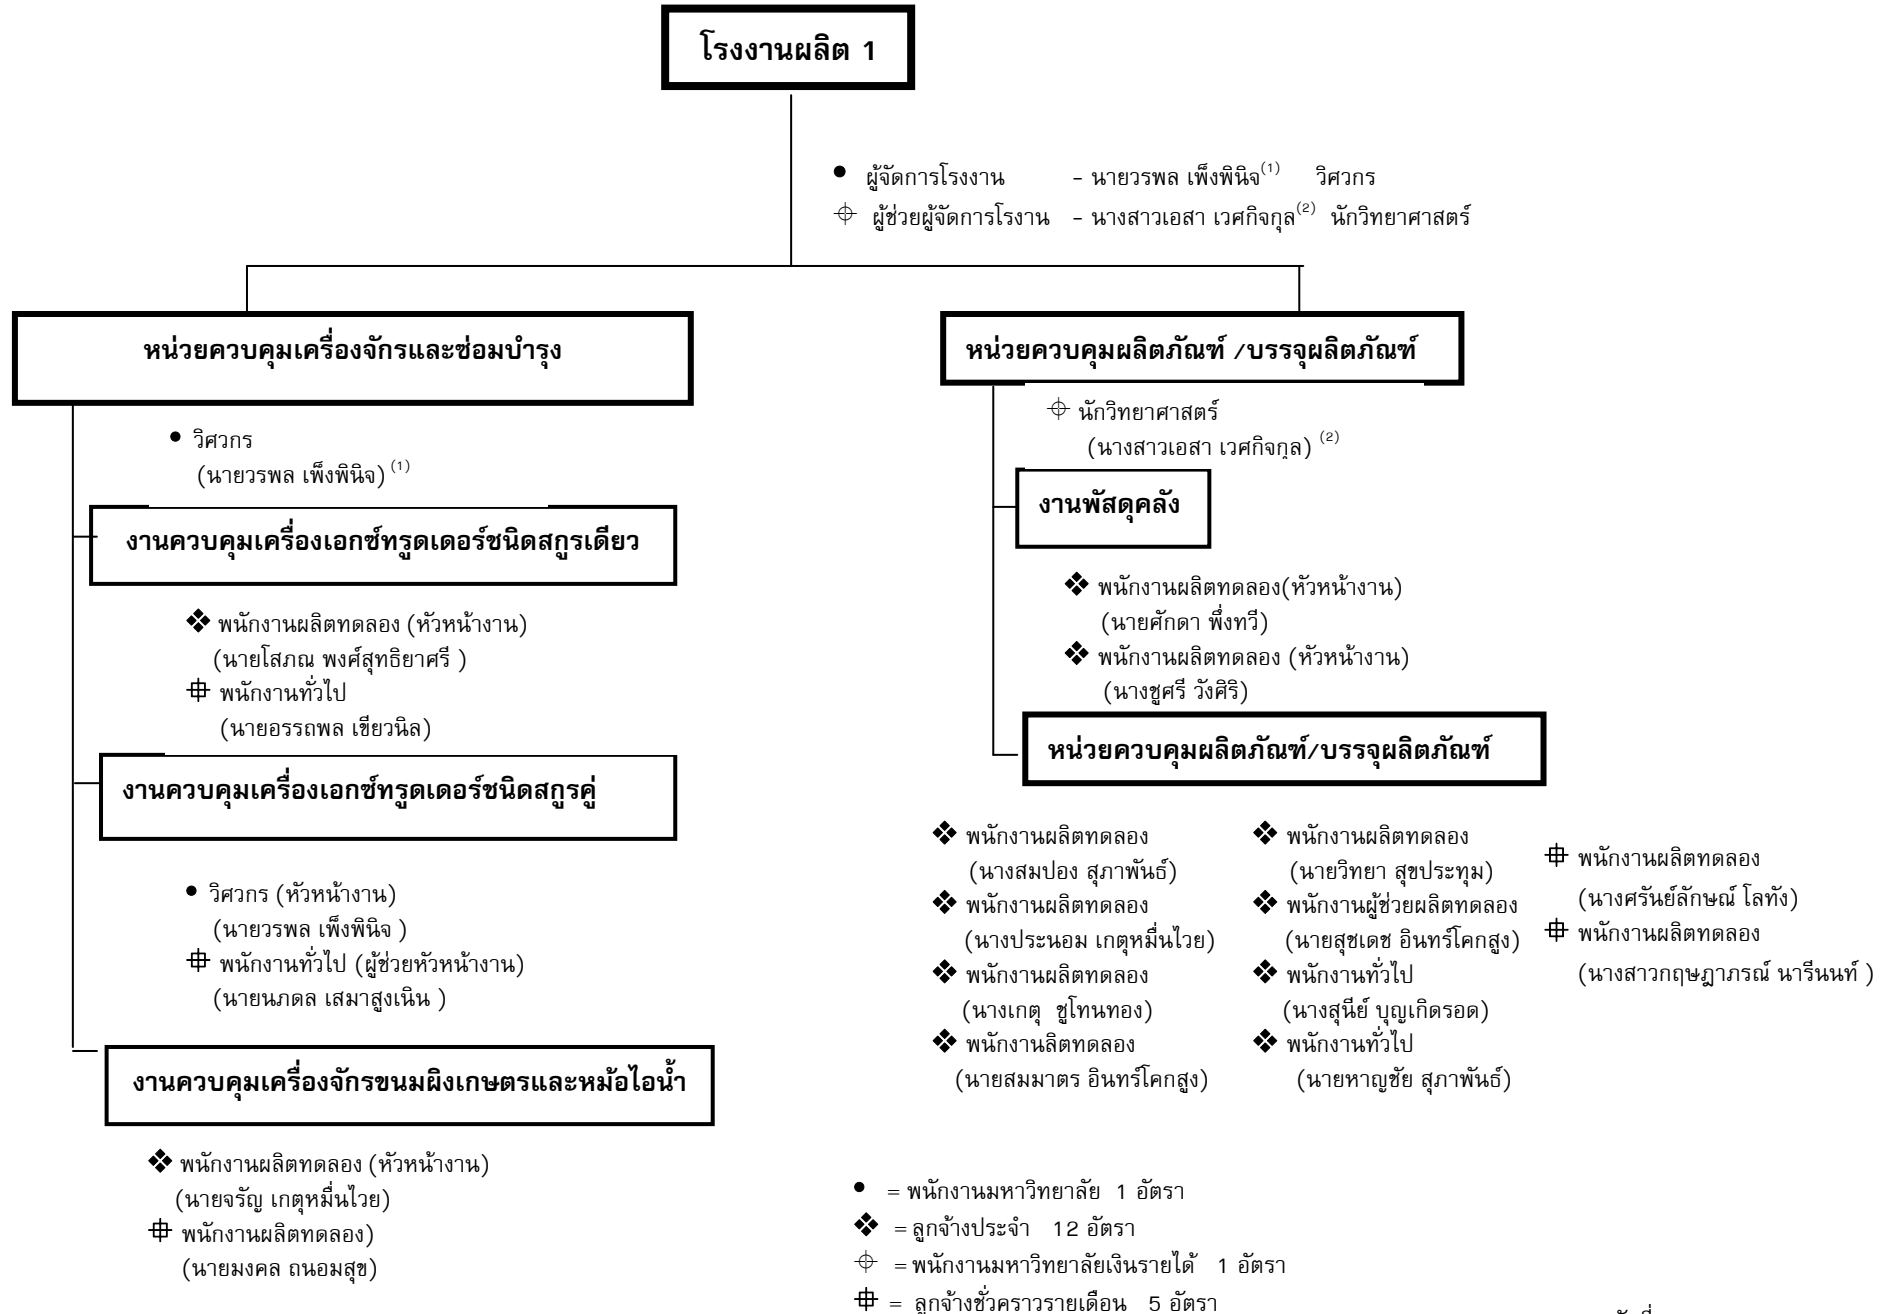 โรงงานผลิต 1
● ผู้จัดการโรงงาน – นายวรพล เพ็งพินิจ(1) วิศวกร
ผู้ช่วยผู้จัดการโรงาน – นางสาวเอสา เวศกิจกุล(2) นักวิทยาศาสตร์
หน่วยควบคุมเครื่องจักรและซ่อมบำรุง
● วิศวกร
(นายวรพล เพ็งพินิจ) (1)
งานควบคุมเครื่องเอกซ์ทรูดเดอร์ชนิดสกูรเดียว
❖ พนักงานผลิตทดลอง (หัวหน้างาน)
(นายโสภณ พงศ์สุทธิยาศรี )
พนักงานทั่วไป
(นายอรรถพล เขียวนิล)
งานควบคุมเครื่องเอกซ์ทรูดเดอร์ชนิดสกูรคู่
● วิศวกร (หัวหน้างาน)
(นายวรพล เพ็งพินิจ )
พนักงานทั่วไป (ผู้ช่วยหัวหน้างาน)
(นายนภดล เสมาสูงเนิน )
งานควบคุมเครื่องจักรขนมผิงเกษตรและหม้อไอน้ำ
❖ พนักงานผลิตทดลอง (หัวหน้างาน)
(นายจรัญ เกตุหมื่นไวย)
พนักงานผลิตทดลอง)
(นายมงคล ถนอมสุข)
หน่วยควบคุมผลิตภัณฑ์ /บรรจุผลิตภัณฑ์
นักวิทยาศาสตร์
(นางสาวเอสา เวศกิจกุล) (2)
งานพัสดุคลัง
❖ พนักงานผลิตทดลอง(หัวหน้างาน)
(นายศักดา พึ่งทวี)
❖ พนักงานผลิตทดลอง (หัวหน้างาน)
(นางชูศรี วังศิริ)
หน่วยควบคุมผลิตภัณฑ์/บรรจุผลิตภัณฑ์
❖ พนักงานผลิตทดลอง
(นางสมปอง สุภาพันธ์)
❖ พนักงานผลิตทดลอง
(นางประนอม เกตุหมื่นไวย)
❖ พนักงานผลิตทดลอง
(นางเกตุ ชูโทนทอง)
❖ พนักงานลิตทดลอง
(นายสมมาตร อินทร์โคกสูง)
❖ พนักงานผลิตทดลอง
(นายวิทยา สุขประทุม)
❖ พนักงานผู้ช่วยผลิตทดลอง
(นายสุชเดช อินทร์โคกสูง)
❖ พนักงานทั่วไป
(นางสุนีย์ บุญเกิดรอด)
❖ พนักงานทั่วไป
(นายหาญชัย สุภาพันธ์)
พนักงานผลิตทดลอง
(นางศรันย์ลักษณ์ โลทัง)
พนักงานผลิตทดลอง
(นางสาวกฤษฎาภรณ์ นารีนนท์ )
● = พนักงานมหาวิทยาลัย 1 อัตรา
❖ = ลูกจ้างประจำ 12 อัตรา
= พนักงานมหาวิทยาลัยเงินรายได้ 1 อัตรา
= ลูกจ้างชั่วคราวรายเดือน 5 อัตรา